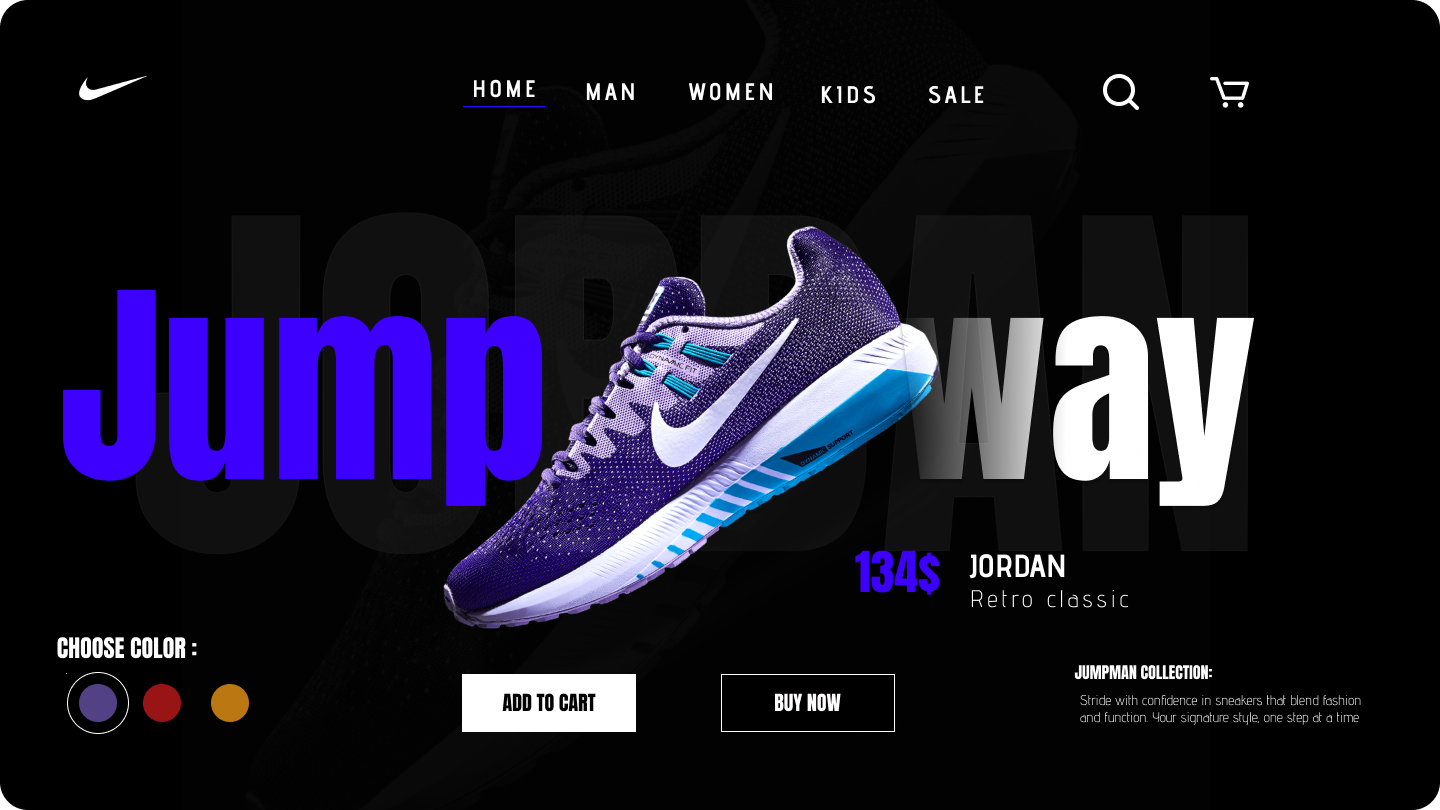 HOME MAN WOMEN KIDS SALE
JORDAN
Jump way
DYNAMIC SUPPORT
134$ JORDAN
Retro classic
CHOOSE COLOR :
ADD TO CART
BUY NOW
JUMPMAN COLLECTION:
Stride with confidence in sneakers that blend fashion
and function. Your signature style, one step at a time